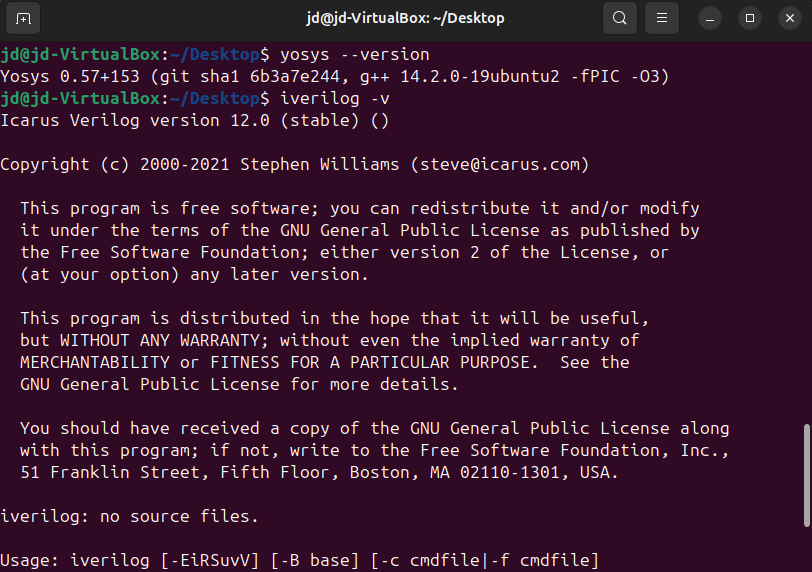 jd@jd-VirtualBox: ~/Desktop
jd@jd-VirtualBox:~/Desktop$ yosys --version
Yosys 0.57+153 (git sha1 6b3a7e244, g++ 14.2.0-19ubuntu2 -fPIC -O3)
jd@jd-VirtualBox:~/Desktop$ iverilog -v
Icarus Verilog version 12.0 (stable) ()
Copyright (c) 2000-2021 Stephen Williams (steve@icarus.com)
This program is free software; you can redistribute it and/or modify
it under the terms of the GNU General Public License as published by
the Free Software Foundation; either version 2 of the License, or
(at your option) any later version.
This program is distributed in the hope that it will be useful,
but WITHOUT ANY WARRANTY; without even the implied warranty of
MERCHANTABILITY or FITNESS FOR A PARTICULAR PURPOSE.  See the
GNU General Public License for more details.
You should have received a copy of the GNU General Public License along
with this program; if not, write to the Free Software Foundation, Inc.,
51 Franklin Street, Fifth Floor, Boston, MA 02110-1301, USA.
iverilog: no source files.
Usage: iverilog [-EiRSuvV] [-B base] [-c cmdfile|-f cmdfile]